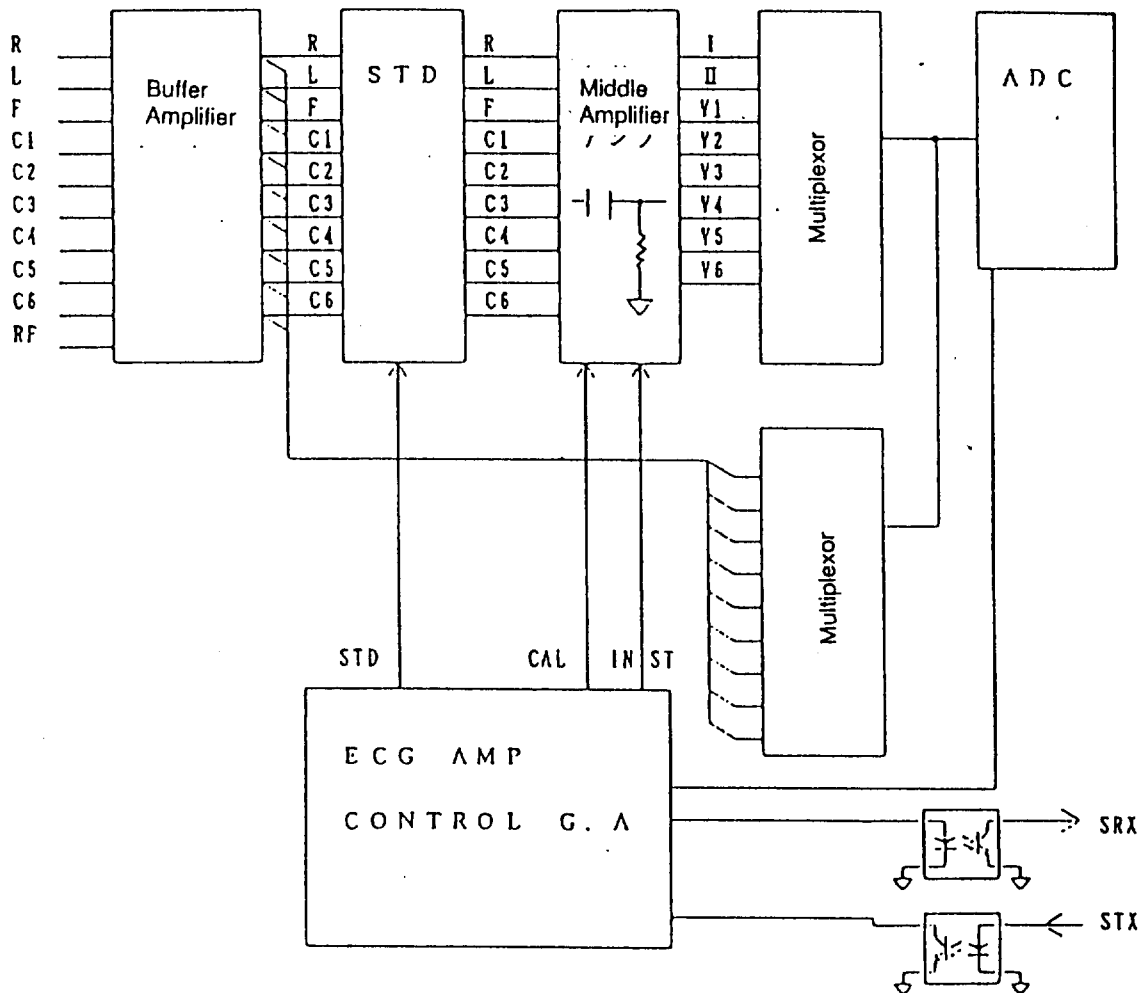 R
L
F
C1
C2
C3
C4
C5
C6
RF
Buffer
Amplifier
R
L
F
C1
C2
C3
C4
C5
C6
STD
R
L
F
C1
C2
C3
C4
C5
C6
Middle
Amplifier
I
II
V1
V2
V3
V4
V5
V6
Multiplexor
ADC
Multiplexor
STD
CAL
IN ST
ECG AMP
CONTROL G. A
SRX
STX